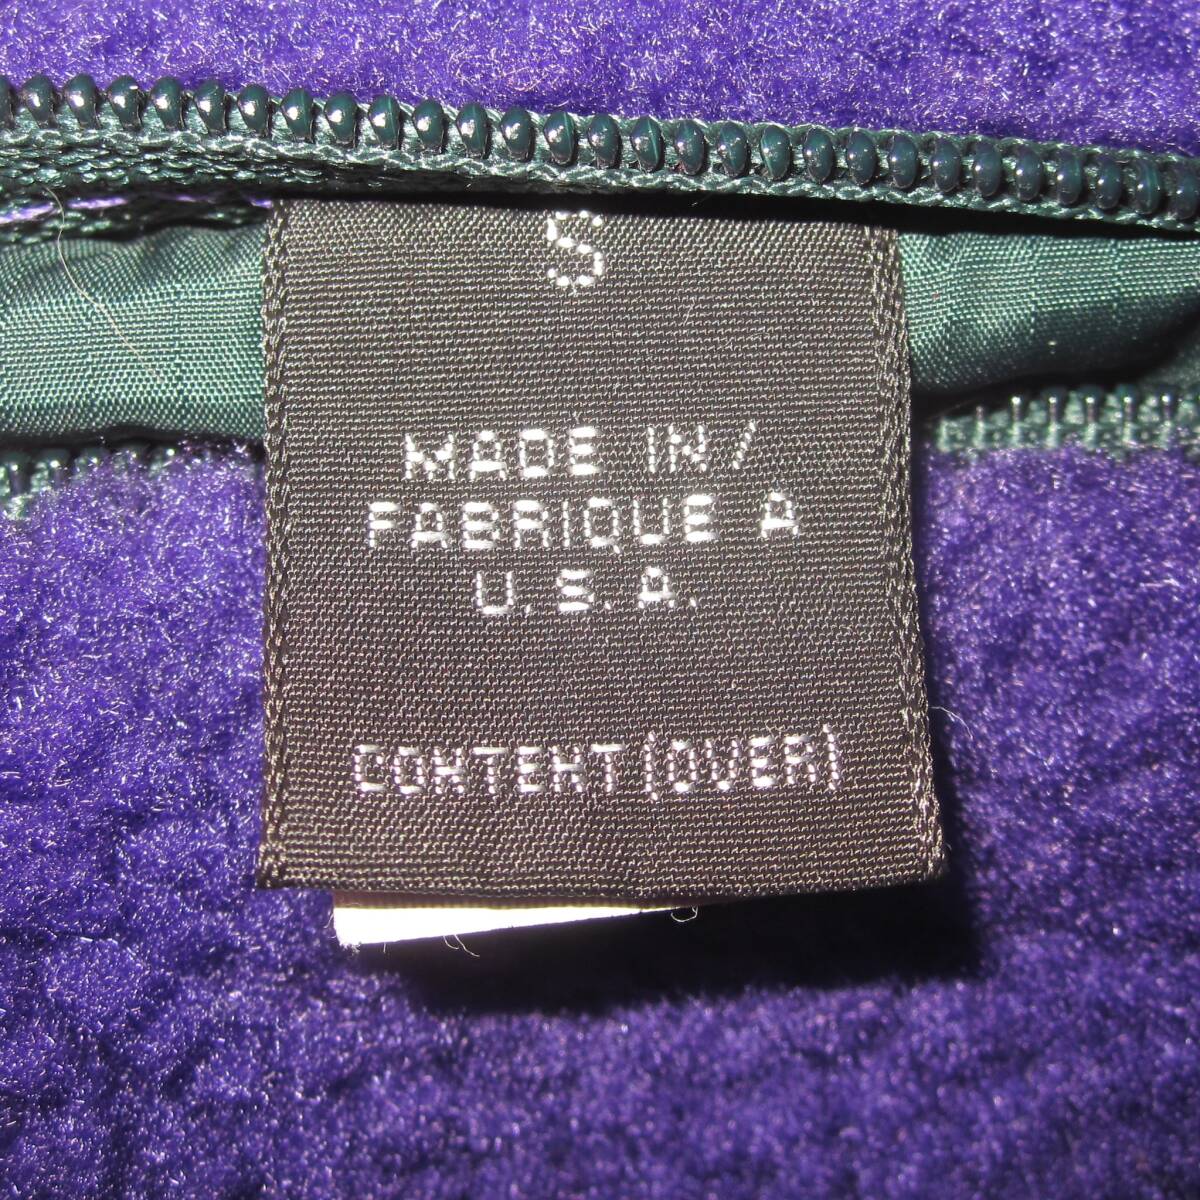 S
MADE IN/
FABRIQUE A
U.S.A.
CONTENT (OVER)